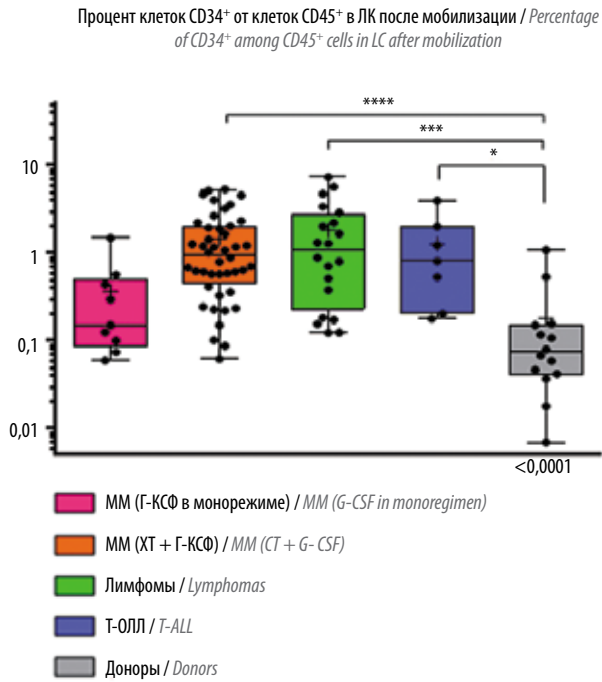 Процент клеток CD34⁺ от клеток CD45⁺ в ЛК после мобилизации / Percentage
of CD34⁺ among CD45⁺ cells in LC after mobilization
****
***
*
10
1
0,1
0,01
<0,0001
ММ (Г-КСФ в монорежиме) / MM (G-CSF in monoregimen)
ММ (ХТ + Г-КСФ) / MM (CT + G- CSF)
Лимфомы / Lymphomas
Т-ОЛЛ / T-ALL
Доноры / Donors